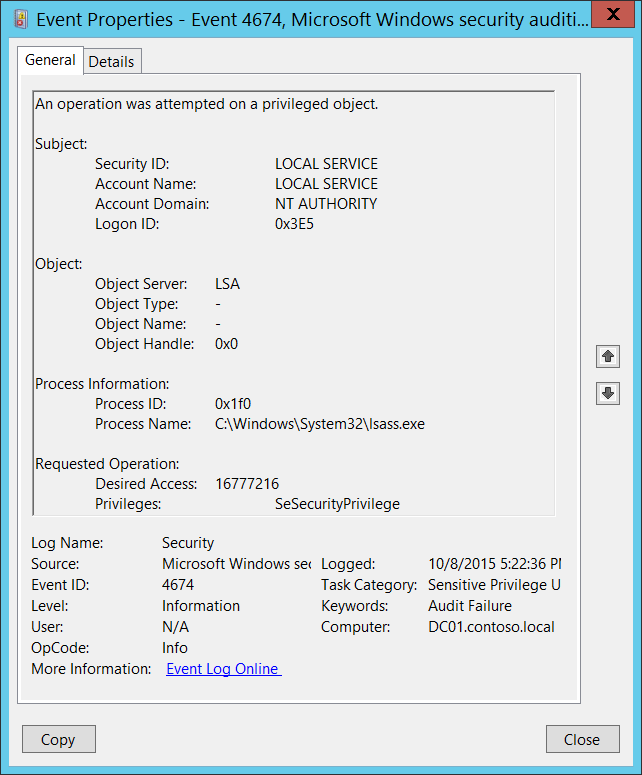 Event Properties - Event 4674, Microsoft Windows security auditi...
X
General Details
An operation was attempted on a privileged object.
Subject:
Security ID: LOCAL SERVICE
Account Name: LOCAL SERVICE
Account Domain: NT AUTHORITY
Logon ID: 0x3E5
Object:
Object Server: LSA
Object Type: -
Object Name: -
Object Handle: 0x0
Process Information:
Process ID: 0x1f0
Process Name: C:\Windows\System32\lsass.exe
Requested Operation:
Desired Access: 16777216
Privileges: SeSecurityPrivilege
Log Name: Security
Source: Microsoft Windows sec Logged: 10/8/2015 5:22:36 PM
Event ID: 4674 Task Category: Sensitive Privilege U
Level: Information Keywords: Audit Failure
User: N/A Computer: DC01.contoso.local
OpCode: Info
More Information: Event Log Online
Copy Close